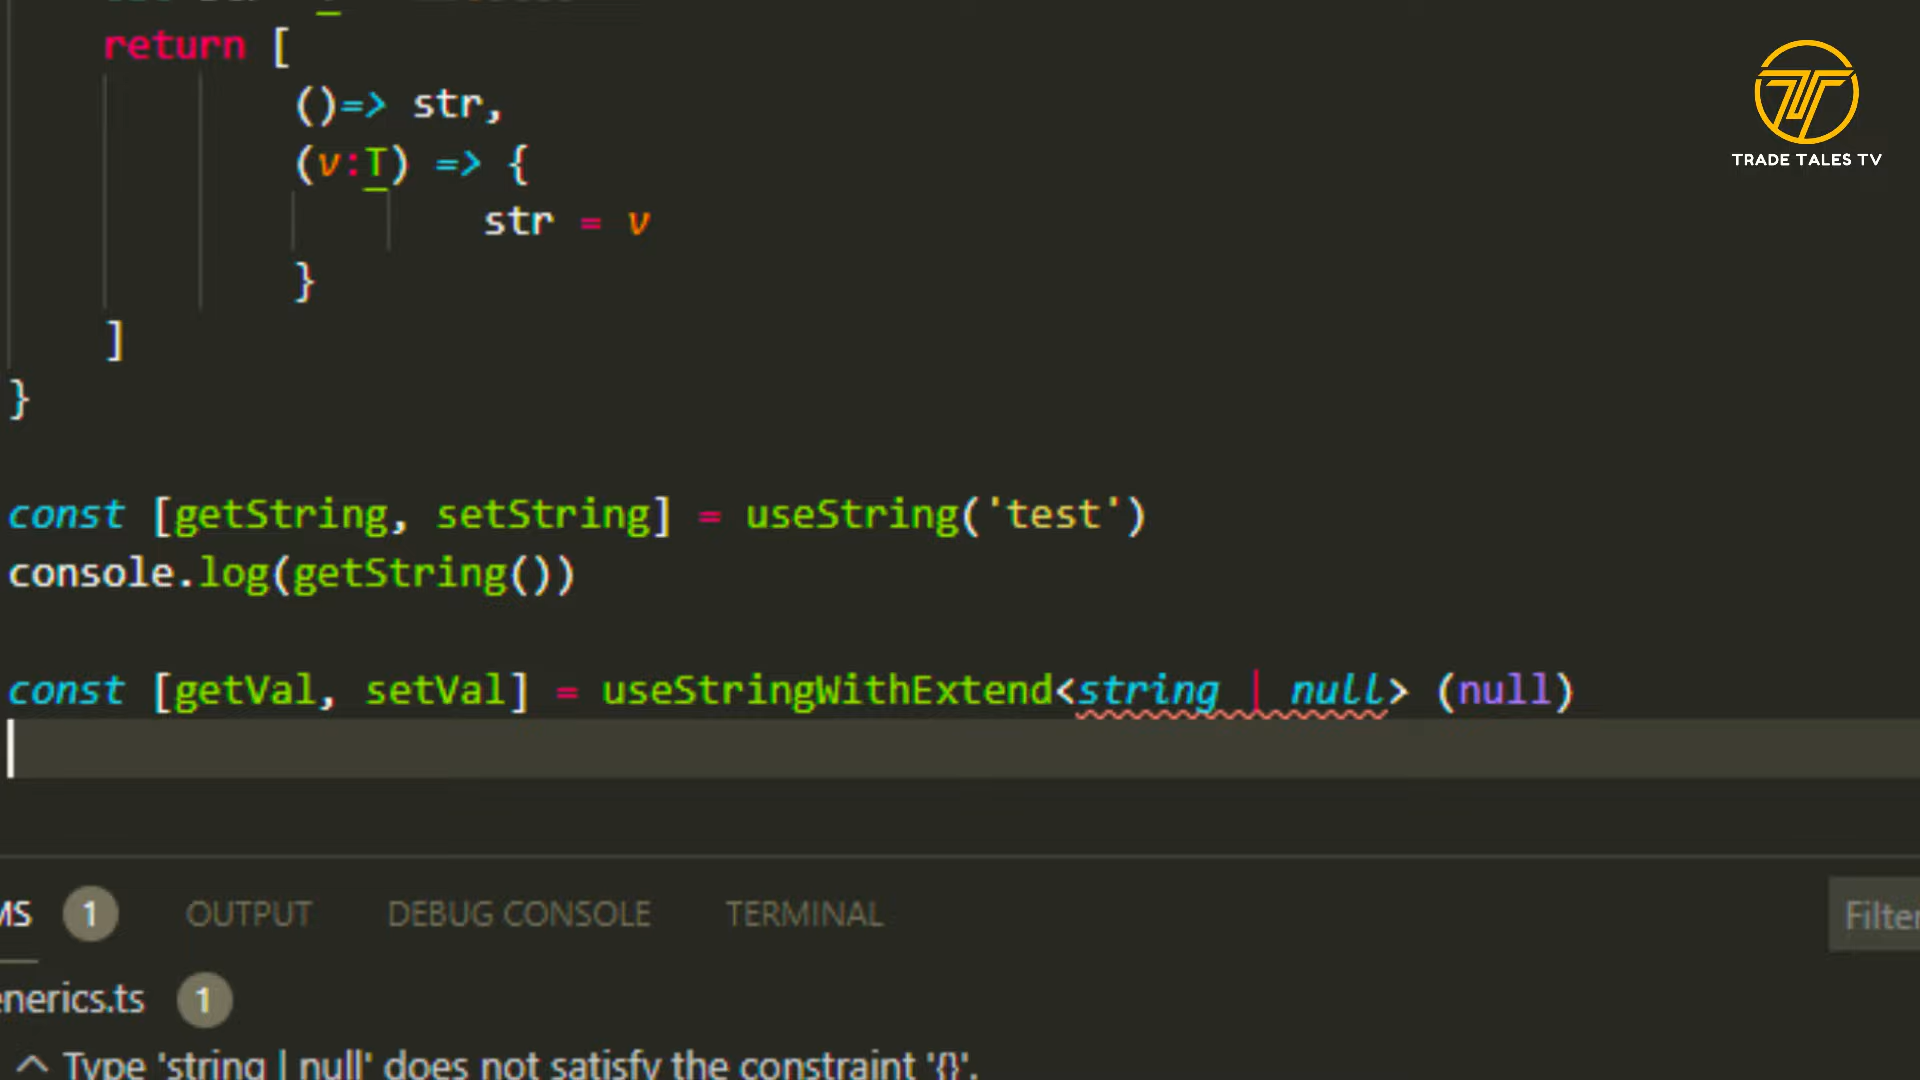 return [
()=> str,
(v:T) => {
str = v
}
]
}
const [getString, setString] = useString('test')
console.log(getString())
const [getVal, setVal] = useStringWithExtend<string | null> (null)
MS 1 OUTPUT DEBUG CONSOLE TERMINAL Filter
enerics.ts 1
Type 'string | null' does not satisfy the constraint '{}'.
TRADE TALES TV